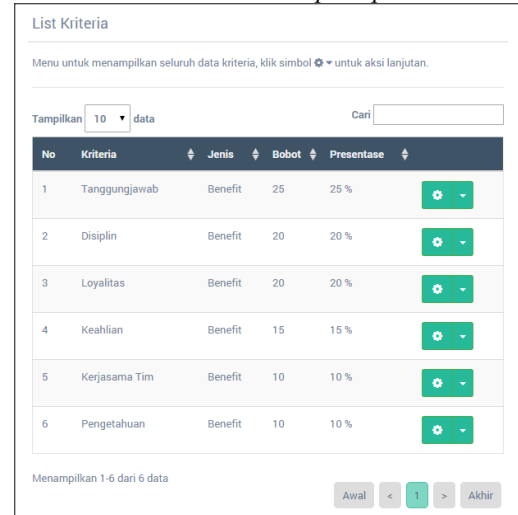 List Kriteria
Menu untuk menampilkan seluruh data kriteria, klik simbol untuk aksi lanjutan.
Tampilkan 10 data Cari
No Kriteria Jenis Bobot Presentase
1 Tanggungjawab Benefit 25 25 %
2 Disiplin Benefit 20 20 %
3 Loyalitas Benefit 20 20 %
4 Keahlian Benefit 15 15 %
5 Kerjasama Tim Benefit 10 10 %
6 Pengetahuan Benefit 10 10 %
Menampilkan 1-6 dari 6 data
Awal < 1 > Akhir